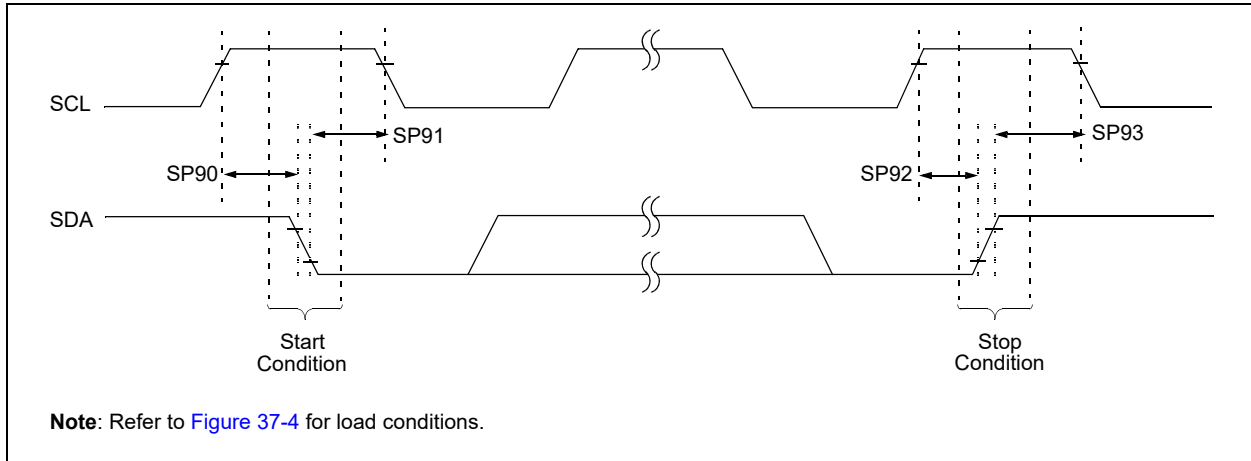 SCL
SP91
SP93
SP90
SP92
SDA
Start
Condition
Stop
Condition
Note: Refer to Figure 37-4 for load conditions.